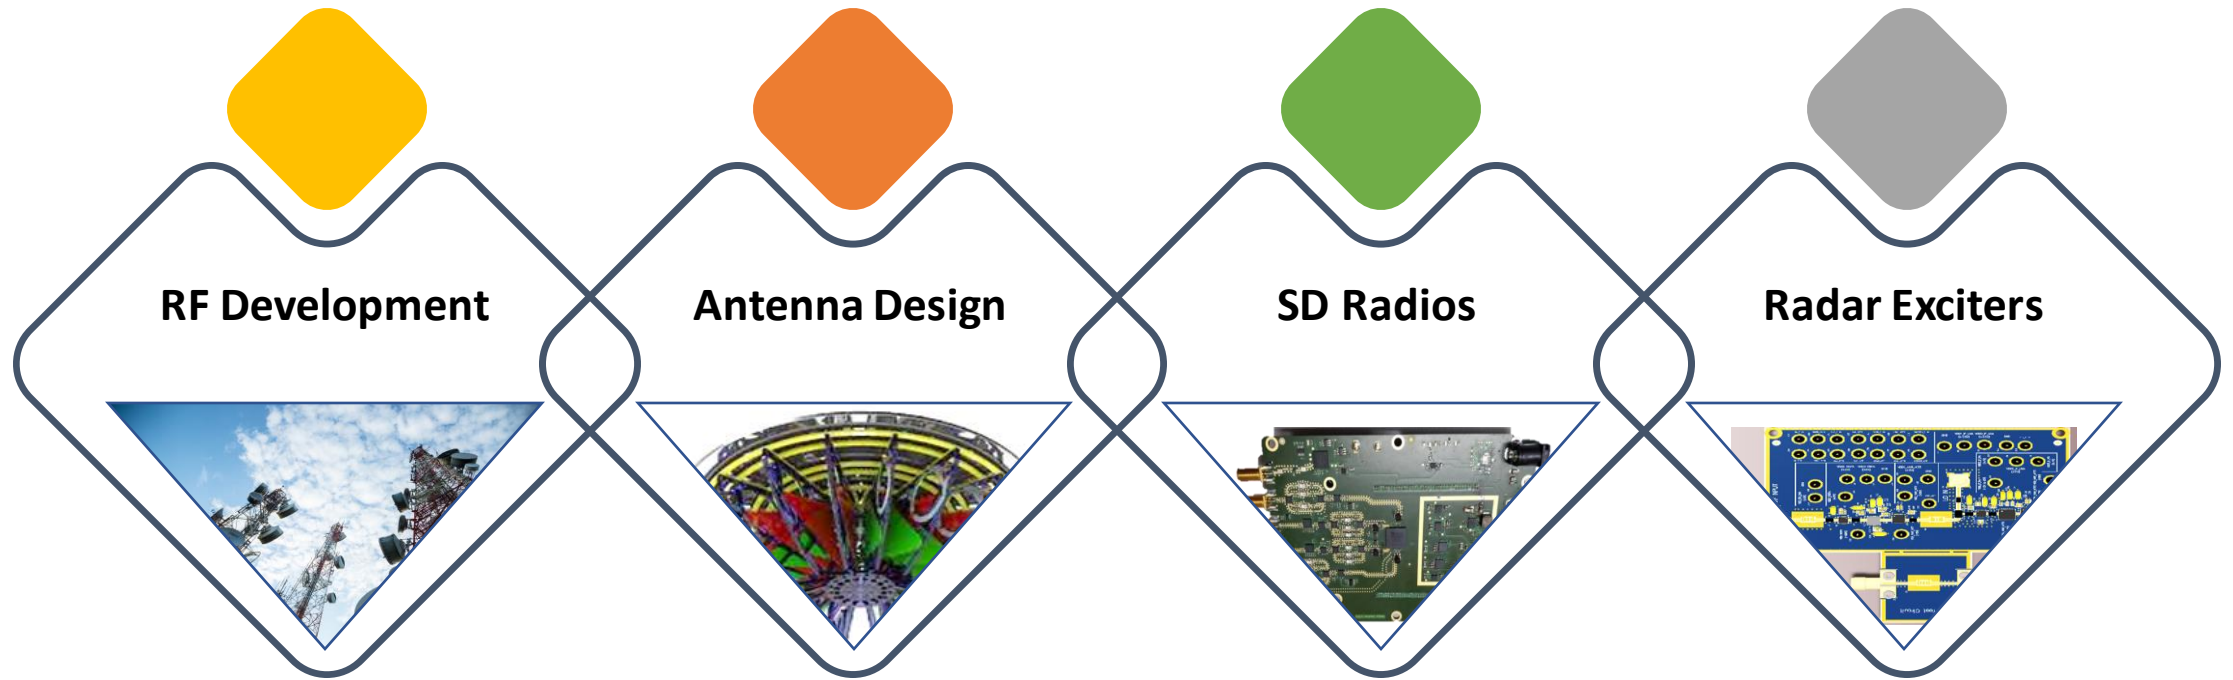 RF Development
Antenna Design
SD Radios
Radar Exciters